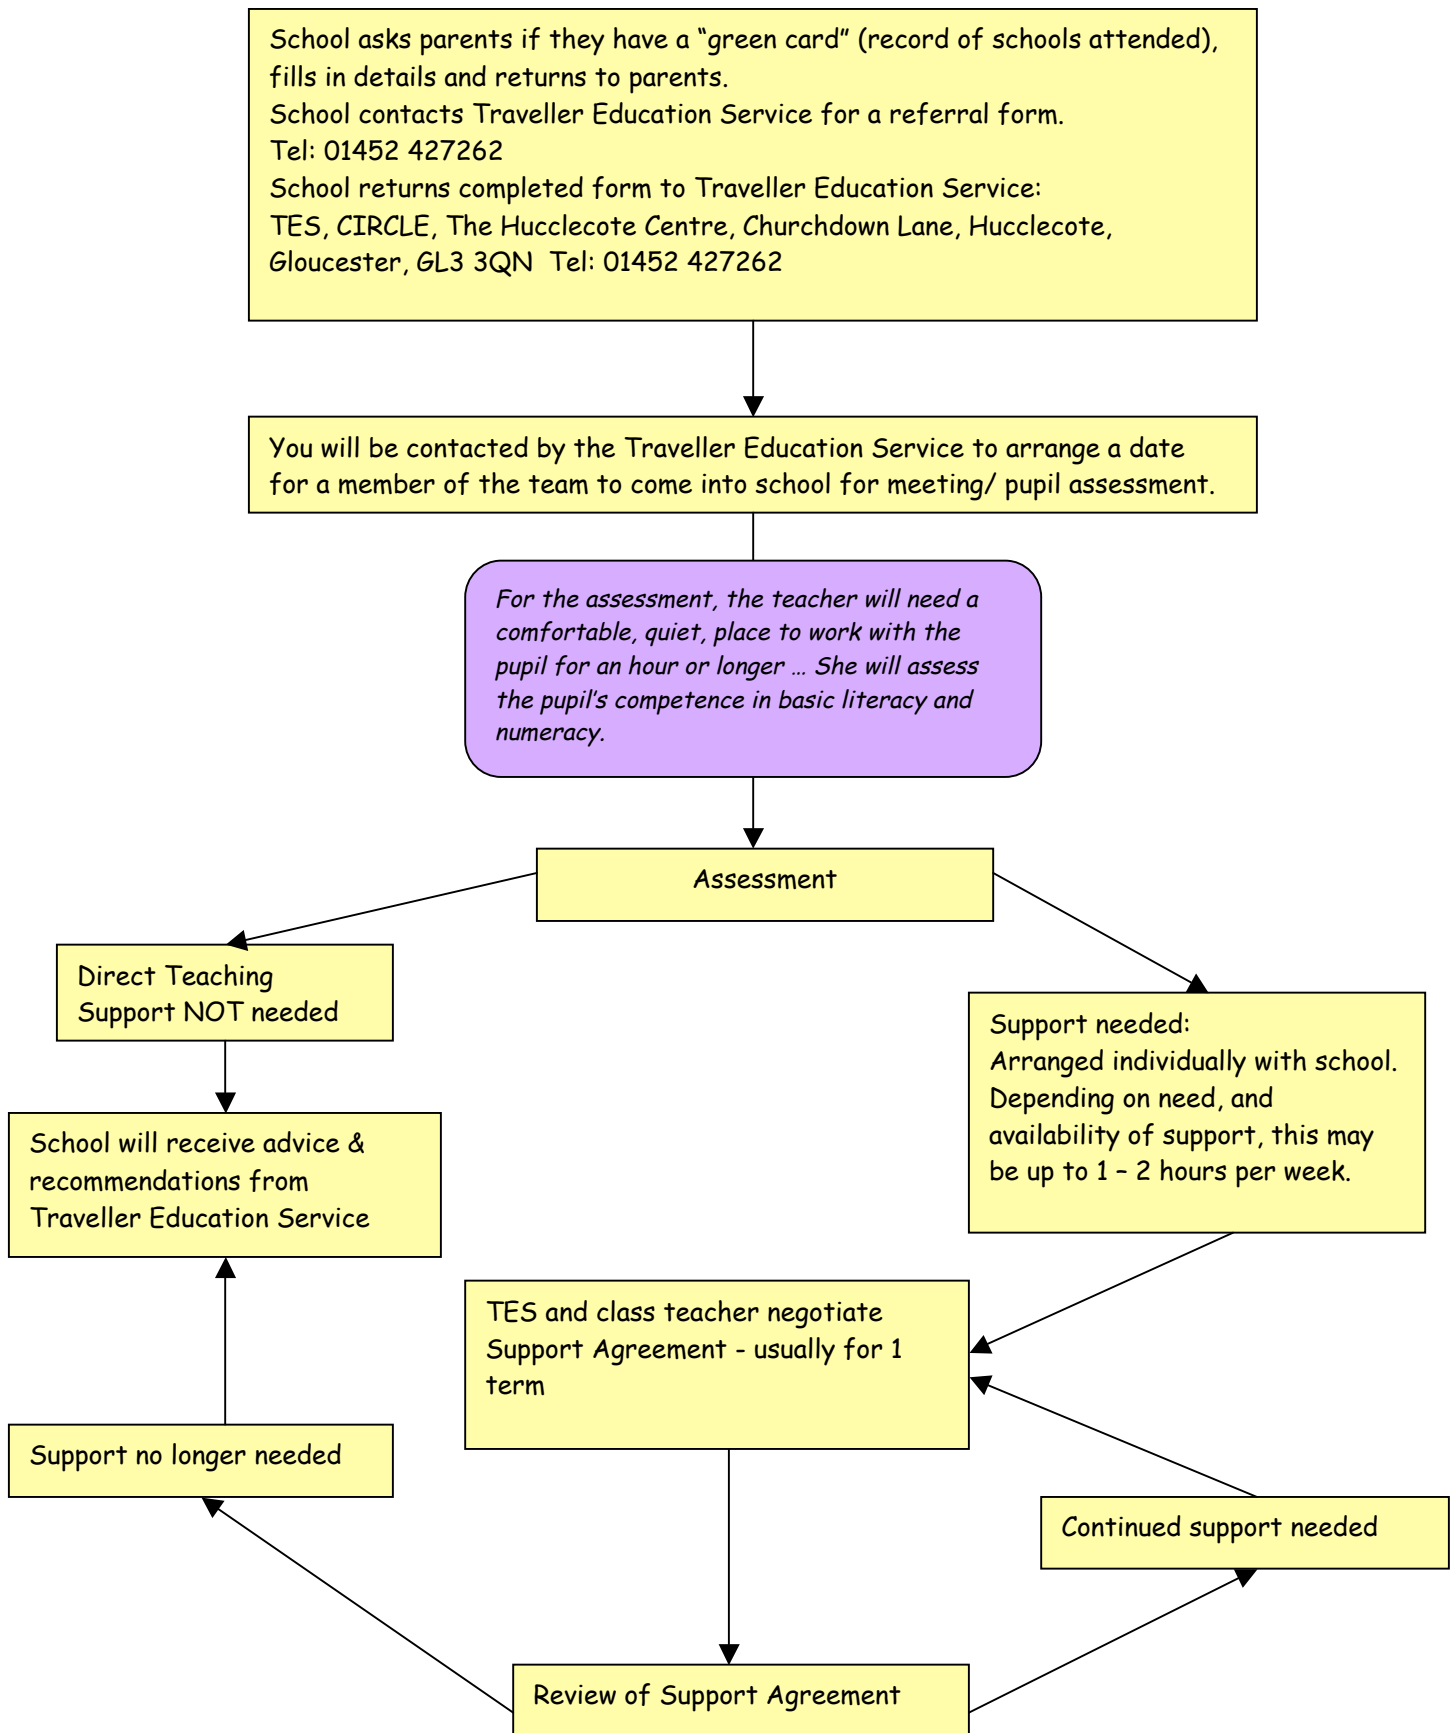 School asks parents if they have a “green card” (record of schools attended),
fills in details and returns to parents.
School contacts Traveller Education Service for a referral form.
Tel: 01452 427262
School returns completed form to Traveller Education Service:
TES, CIRCLE, The Hucclecote Centre, Churchdown Lane, Hucclecote,
Gloucester, GL3 3QN  Tel: 01452 427262
You will be contacted by the Traveller Education Service to arrange a date
for a member of the team to come into school for meeting/ pupil assessment.
For the assessment, the teacher will need a
comfortable, quiet, place to work with the
pupil for an hour or longer … She will assess
the pupil’s competence in basic literacy and
numeracy.
Assessment
Direct Teaching
Support NOT needed
Support needed:
Arranged individually with school.
Depending on need, and
availability of support, this may
be up to 1 – 2 hours per week.
School will receive advice &
recommendations from
Traveller Education Service
TES and class teacher negotiate
Support Agreement - usually for 1
term
Support no longer needed
Continued support needed
Review of Support Agreement